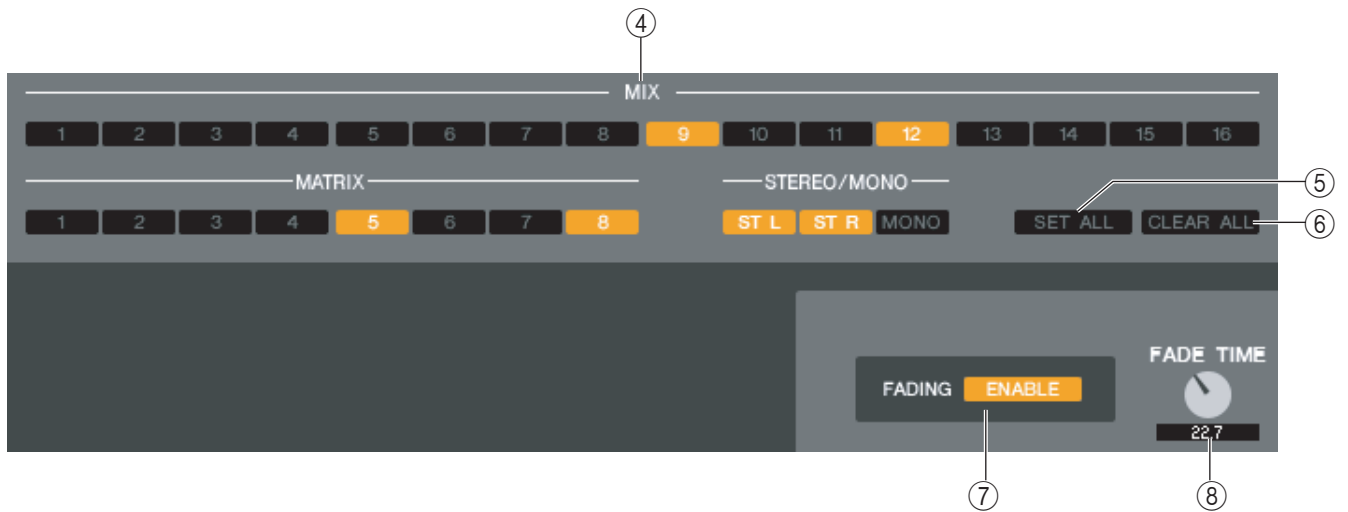 ④
MIX
1 2 3 4 5 6 7 8 9 10 11 12 13 14 15 16
MATRIX STEREO/MONO
⑤
1 2 3 4 5 6 7 8 ST L ST R MONO SET ALL CLEAR ALL
⑥
FADE TIME
FADING ENABLE
22.7
⑦ ⑧